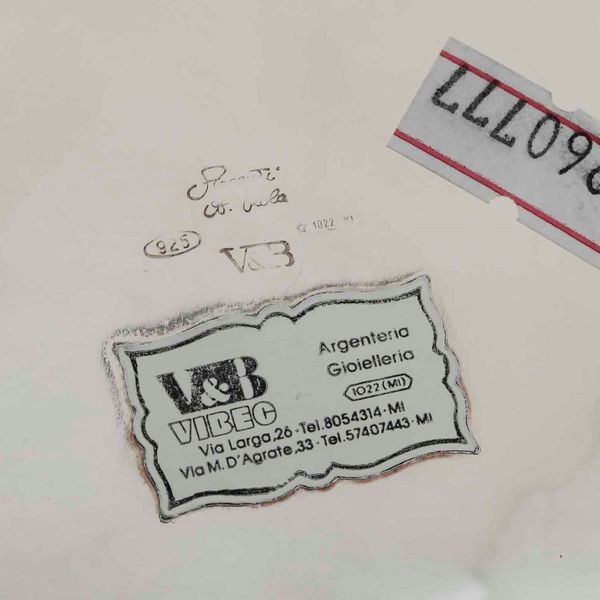 777096
925
☆ 1022 MI
V&B
V&B
VIBEC
Argenteria
Gioielleria
1022 (MI)
Via Larga,26-Tel.8054314-MI
Via M. D'Agrate,33-Tel.57407443-MI